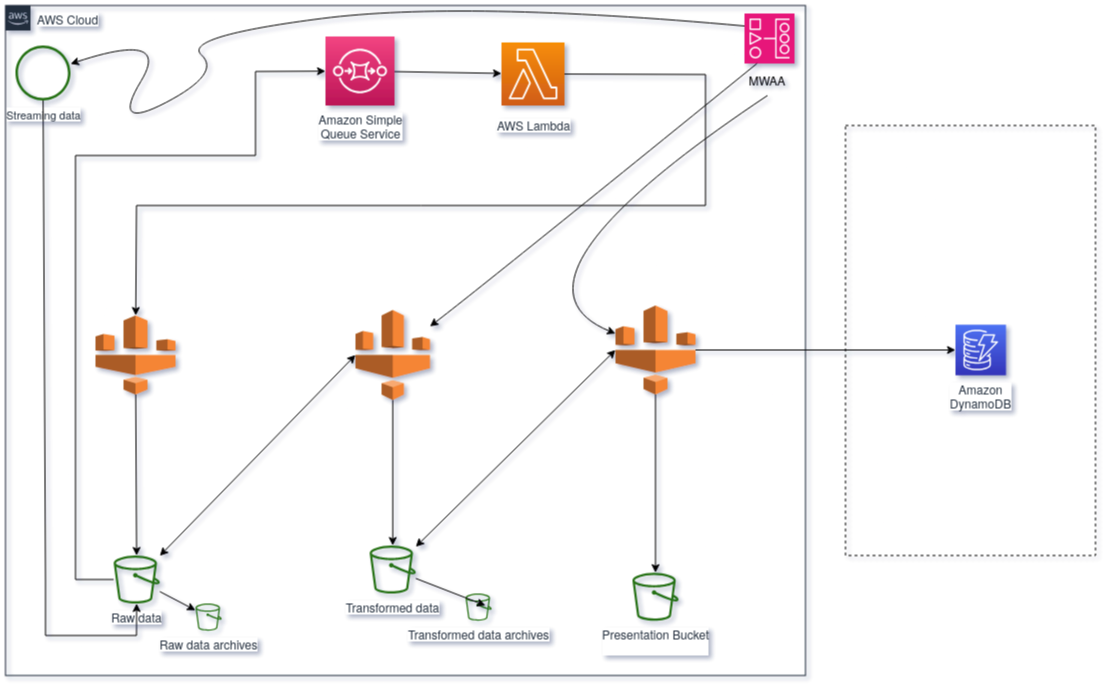 aws
AWS Cloud
MWAA
Streaming data
Amazon Simple
Queue Service
AWS Lambda
Amazon
DynamoDB
Raw data
Raw data archives
Transformed data
Transformed data archives
Presentation Bucket